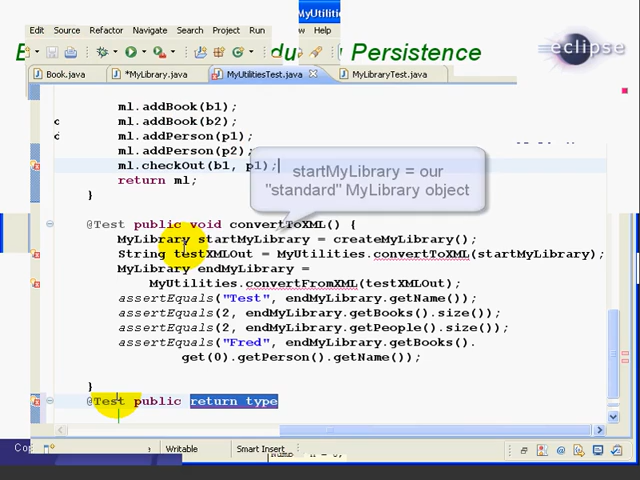 MyUtilities
Edit Source Refactor Navigate Search Project Run Help
Persistence
eclipse
Book.java *MyLibrary.java MyUtilitiesTest.java MyLibraryTest.java
ml.addBook(b1);
ml.addBook(b2);
ml.addPerson(p1);
ml.addPerson(p2);
ml.checkOut(b1, p1);
return ml;
}
startMyLibrary = our
"standard" MyLibrary object
@Test public void convertToXML() {
MyLibrary startMyLibrary = createMyLibrary();
String testXMLOut = MyUtilities.convertToXML(startMyLibrary);
MyLibrary endMyLibrary =
MyUtilities.convertFromXML(testXMLOut);
assertEquals("Test", endMyLibrary.getName());
assertEquals(2, endMyLibrary.getBooks().size());
assertEquals(2, endMyLibrary.getPeople().size());
assertEquals("Fred", endMyLibrary.getBooks().
get(0).getPerson().getName());
}
@Test public return type
Writable Smart Insert